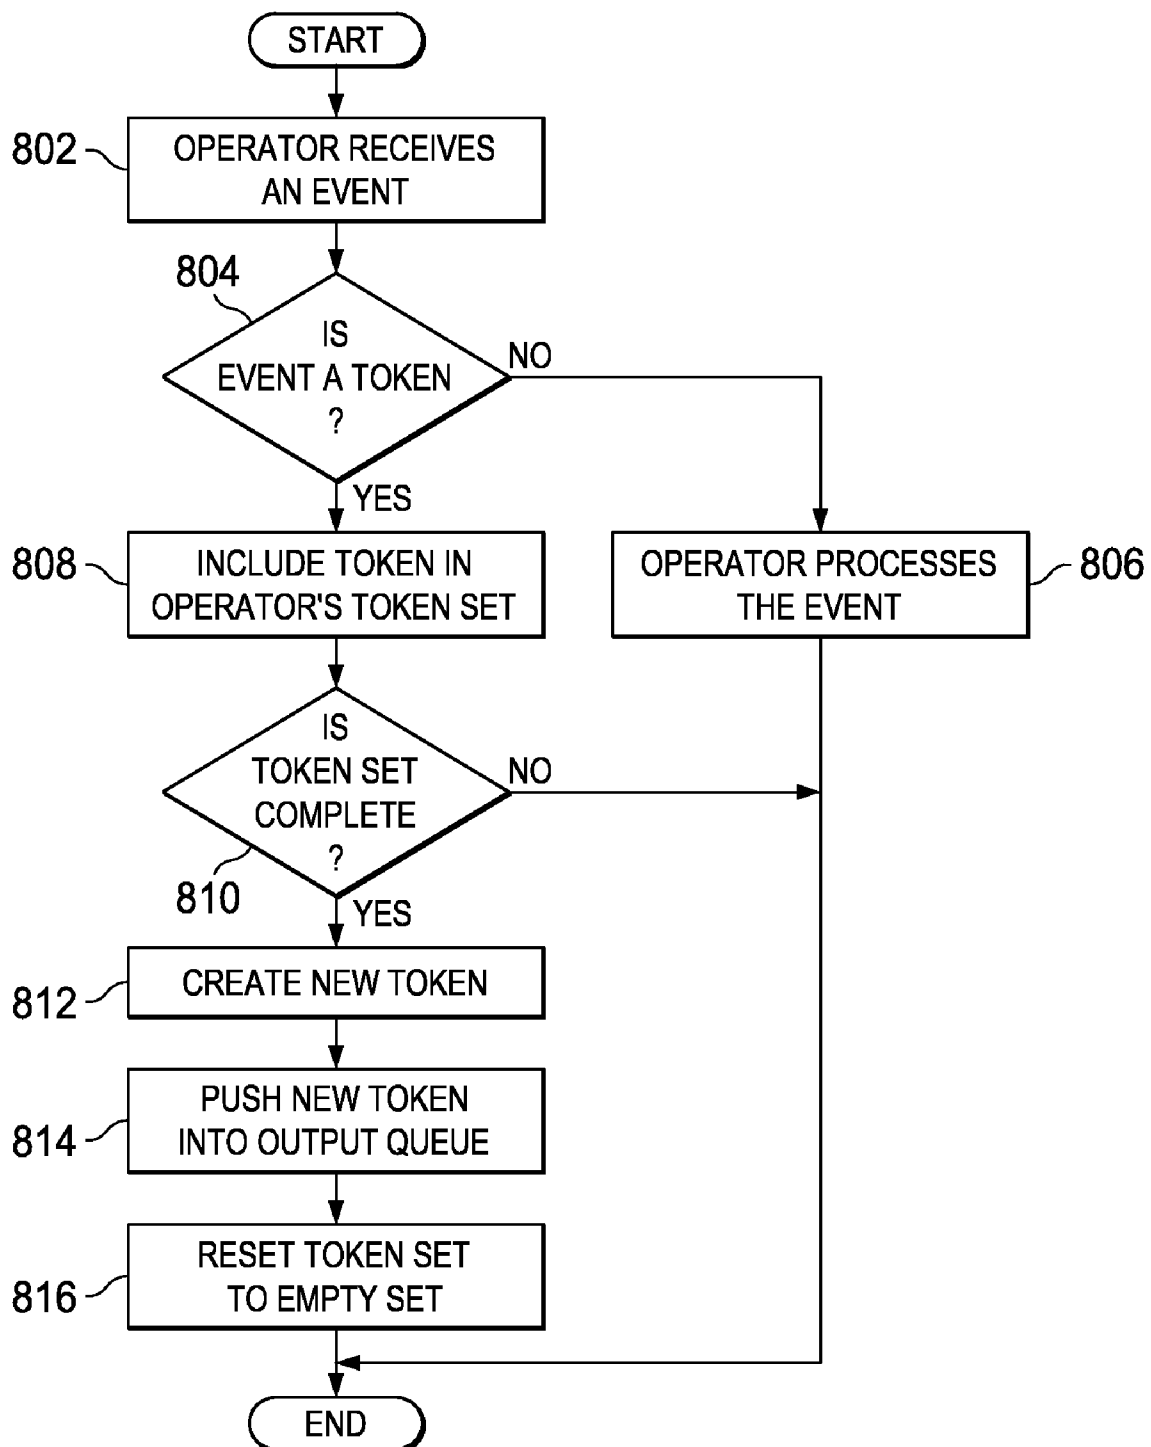 START
802
OPERATOR RECEIVES
AN EVENT
804
IS
EVENT A TOKEN
?
NO
YES
808
INCLUDE TOKEN IN
OPERATOR'S TOKEN SET
OPERATOR PROCESSES
THE EVENT
806
IS
TOKEN SET
COMPLETE
?
NO
810
YES
812
CREATE NEW TOKEN
814
PUSH NEW TOKEN
INTO OUTPUT QUEUE
816
RESET TOKEN SET
TO EMPTY SET
END